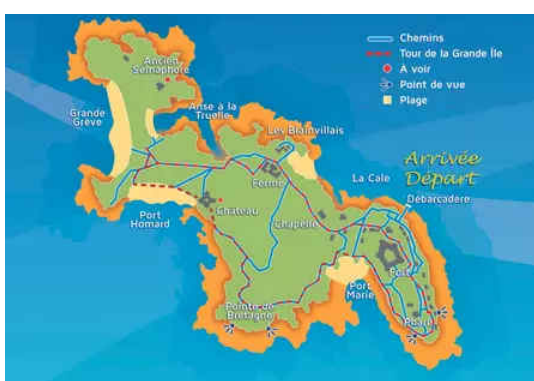 Chemins
Tour de la Grande Île
À voir
Point de vue
Plage
Ancien
Sémaphore
Grande
Grève
Anse à la
Truelle
Les Blainvillais
Arrivée
Départ
La Cale
Débarcadère
Ferme
Port
Homard
Château
Chapelle
Fort
Port
Marie
Pointe de
Bretagne
Phare